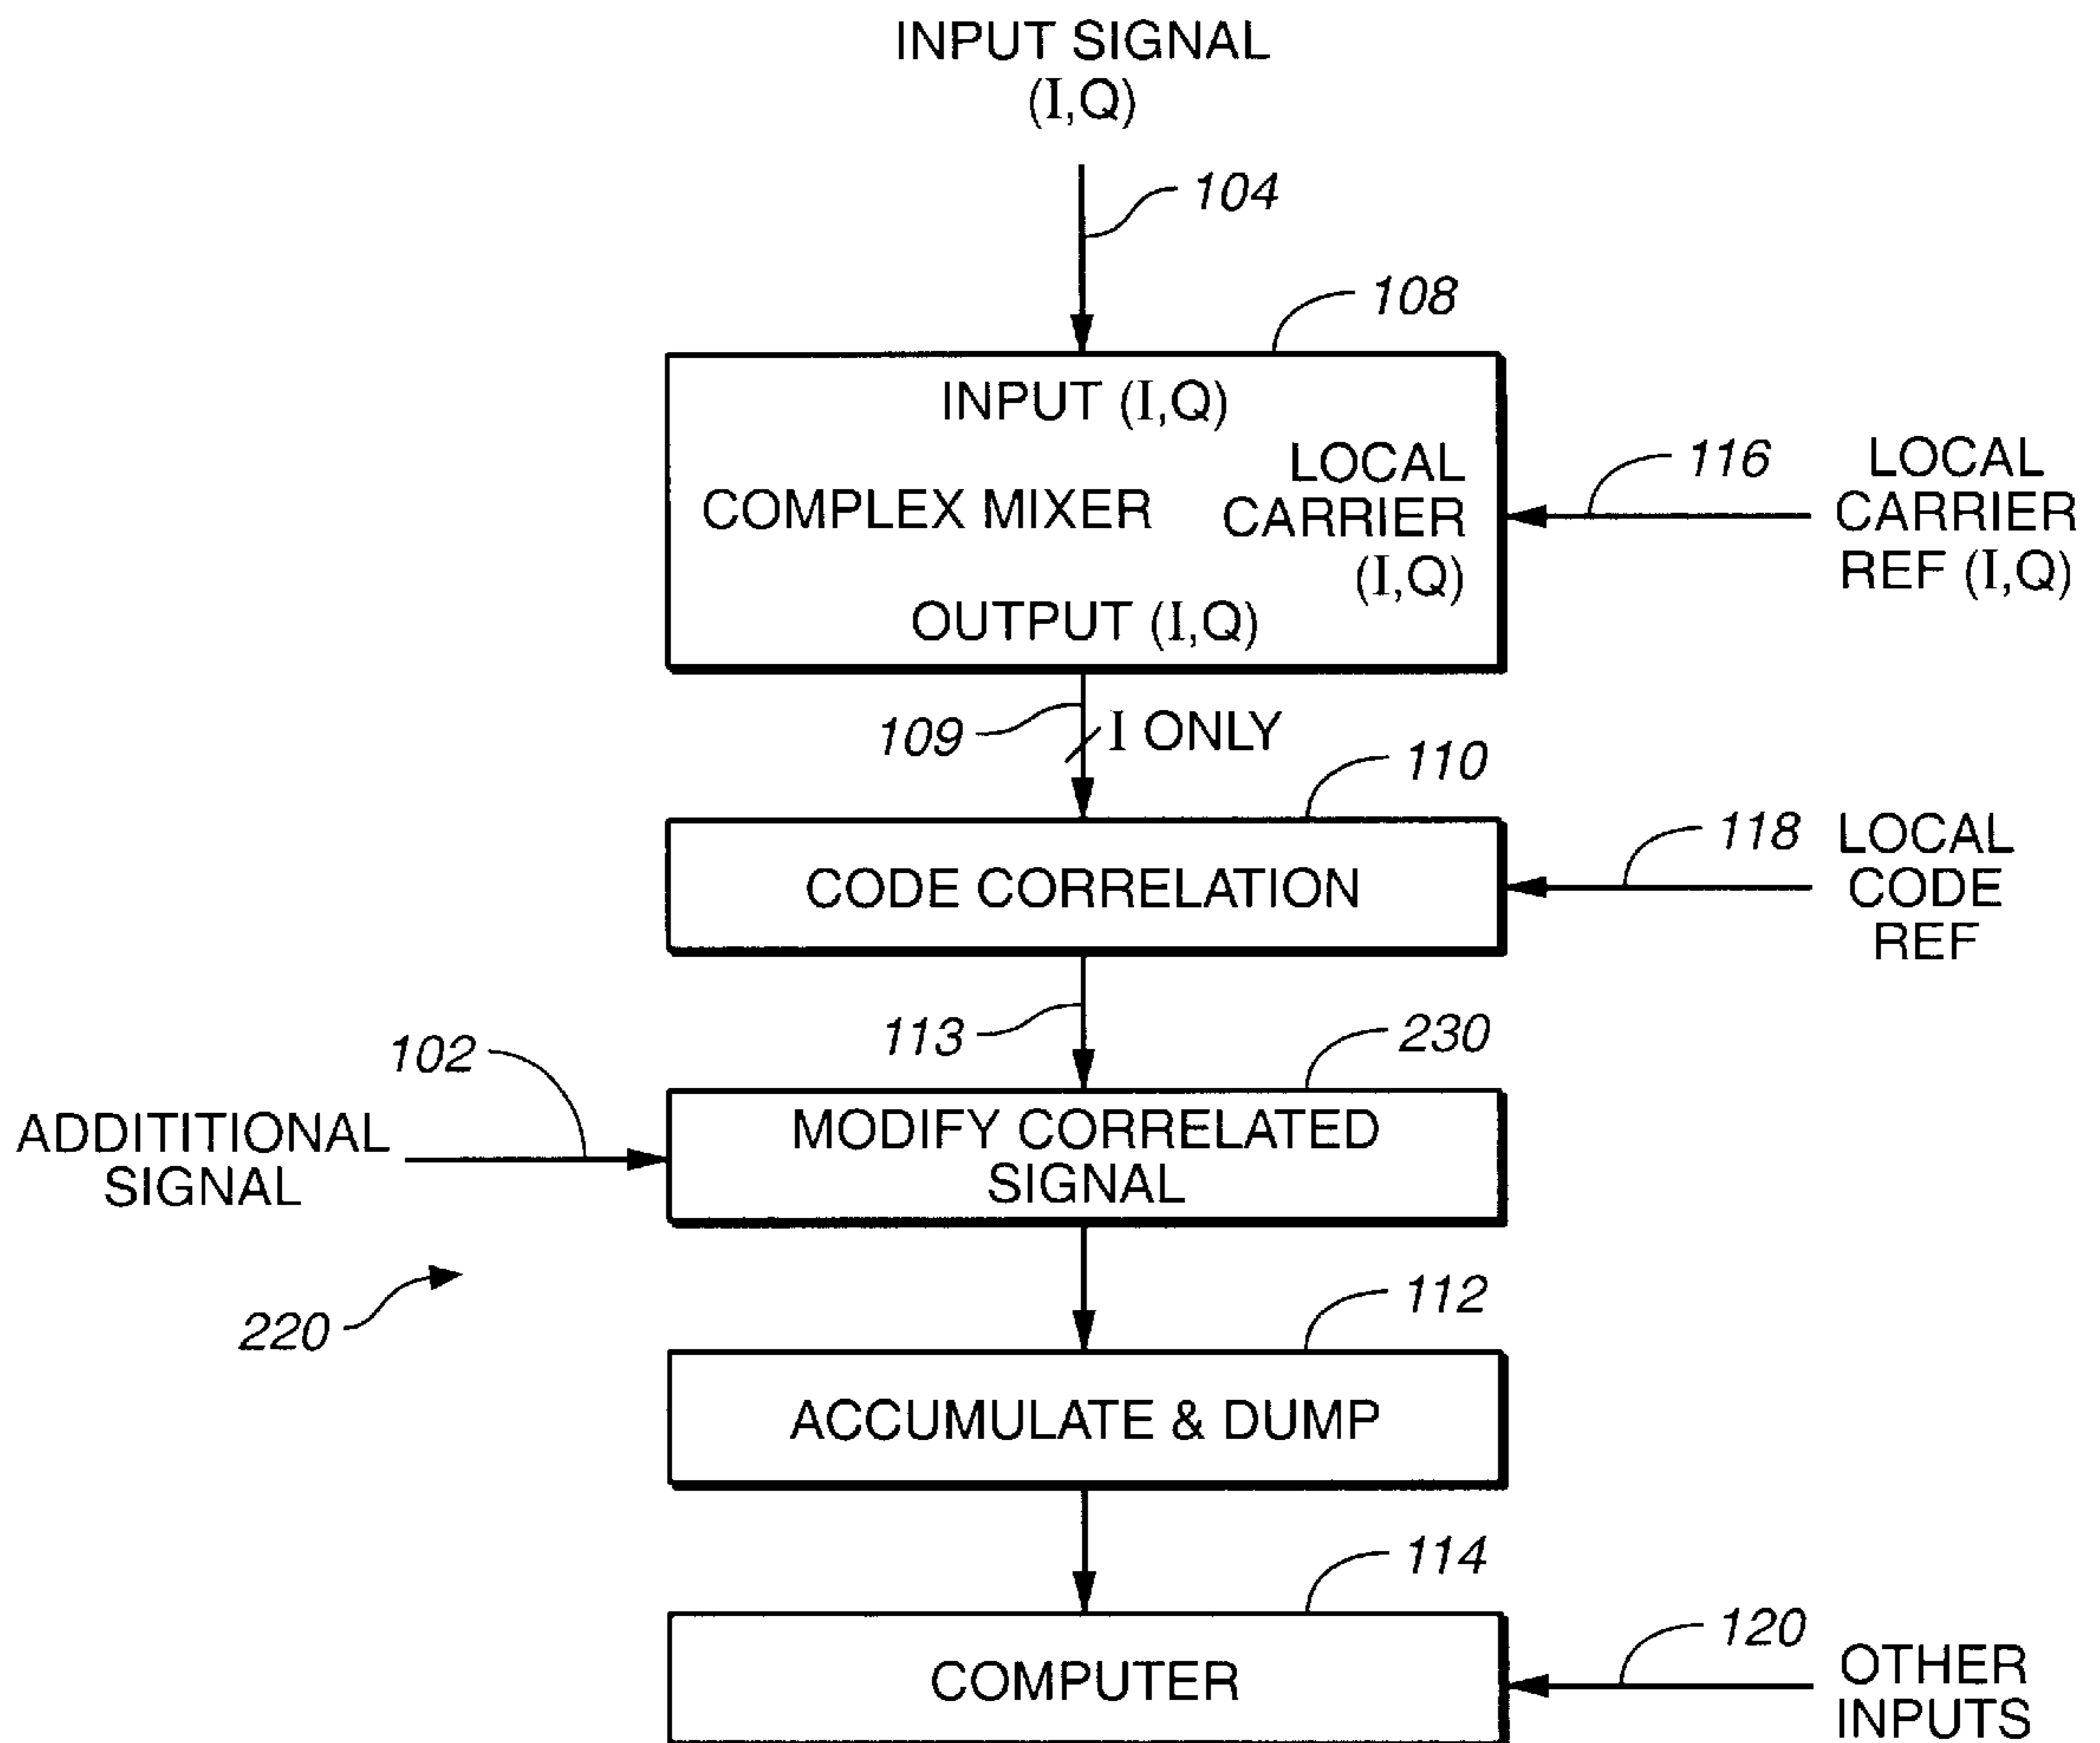 INPUT SIGNAL
(I,Q)
104
108
INPUT (I,Q)
COMPLEX MIXER
LOCAL
CARRIER
(I,Q)
OUTPUT (I,Q)
116
LOCAL
CARRIER
REF (I,Q)
109
I ONLY
110
CODE CORRELATION
118
LOCAL
CODE
REF
113
230
102
ADDITITIONAL
SIGNAL
MODIFY CORRELATED
SIGNAL
220
112
ACCUMULATE & DUMP
114
COMPUTER
120
OTHER
INPUTS